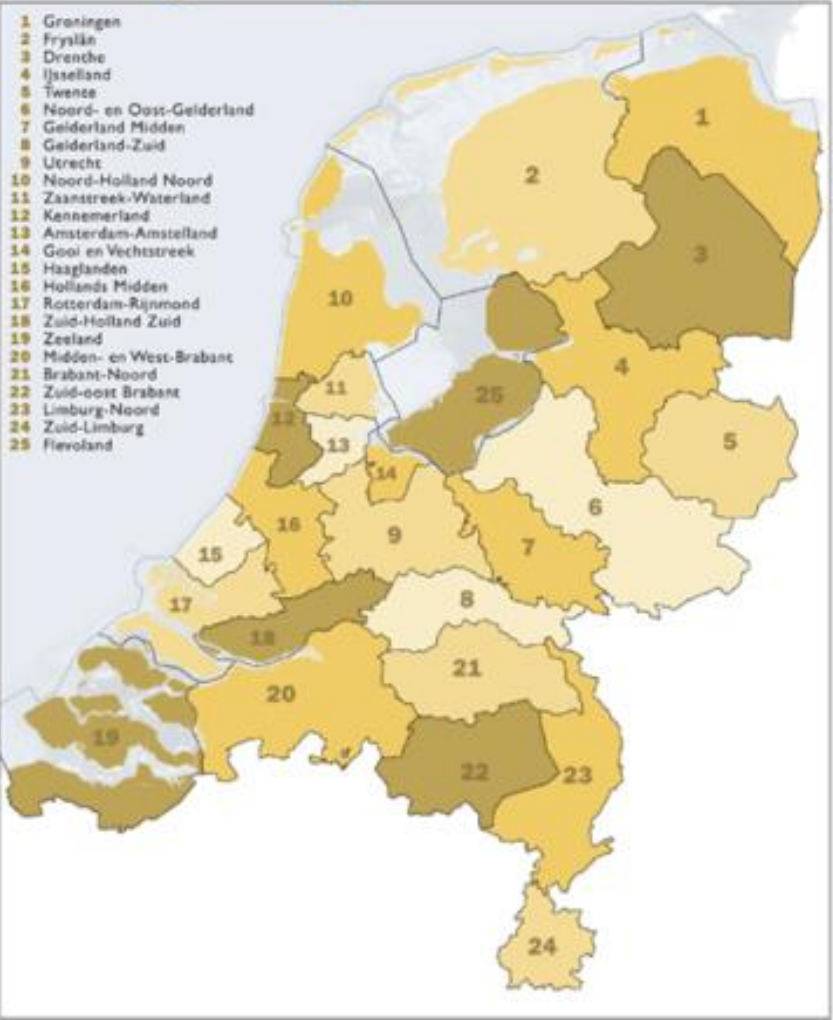 1 Groningen
2 Fryslân
3 Drenthe
4 IJsselland
5 Twente
6 Noord- en Oost-Gelderland
7 Gelderland Midden
8 Gelderland-Zuid
9 Utrecht
10 Noord-Holland Noord
11 Zaanstreek-Waterland
12 Kennemerland
13 Amsterdam-Amstelland
14 Gooi en Vechtstreek
15 Haaglanden
16 Hollands Midden
17 Rotterdam-Rijnmond
18 Zuid-Holland Zuid
19 Zeeland
20 Midden- en West-Brabant
21 Brabant-Noord
22 Zuid-oost Brabant
23 Limburg-Noord
24 Zuid-Limburg
25 Flevoland
1
2
3
10
4
11
25
12
13
5
14
6
16
9
7
15
8
17
18
21
20
19
22
23
24